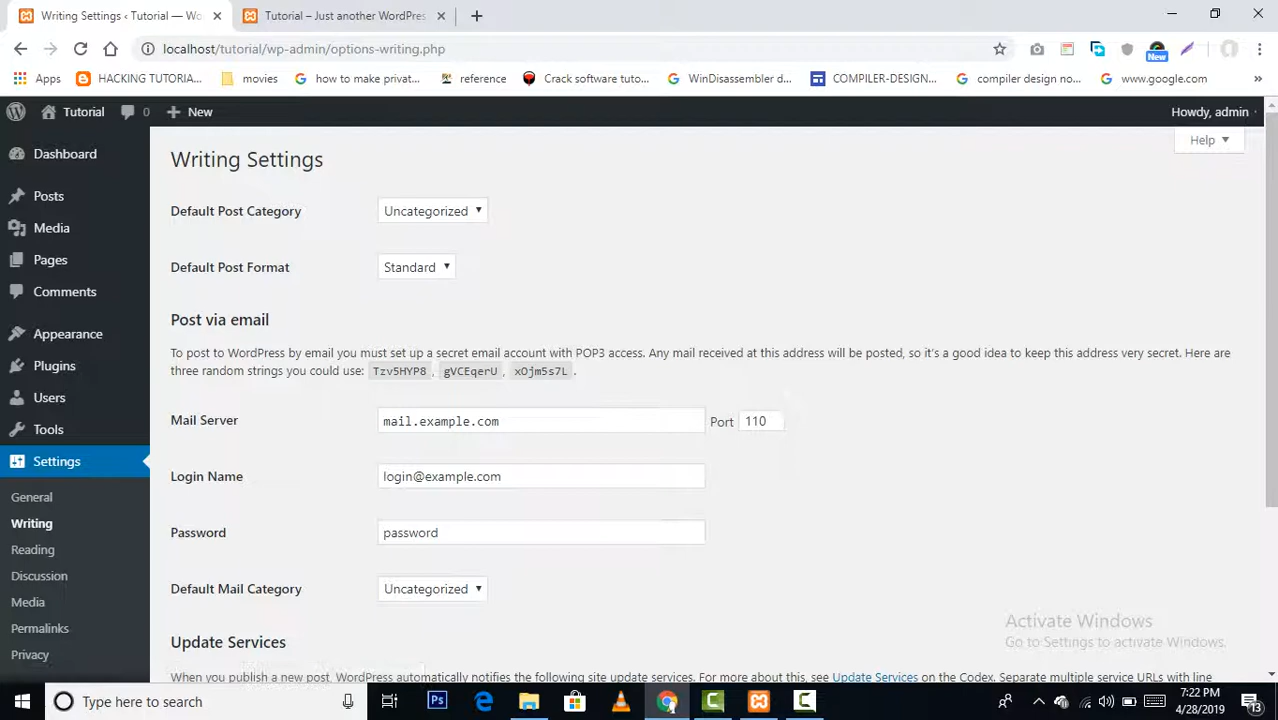 Writing Settings ‹ Tutorial — Wo
Tutorial – Just another WordPress
localhost/tutorial/wp-admin/options-writing.php
New
Apps
HACKING TUTORIA...
movies
how to make privat...
reference
Crack software tuto...
WinDisassembler d...
COMPILER-DESIGN...
compiler design no...
www.google.com
»
Tutorial
0
New
Howdy, admin
Help
Dashboard
Posts
Media
Pages
Comments
Appearance
Plugins
Users
Tools
Settings
General
Writing
Reading
Discussion
Media
Permalinks
Privacy
Writing Settings
Default Post Category
Uncategorized
Default Post Format
Standard
Post via email
To post to WordPress by email you must set up a secret email account with POP3 access. Any mail received at this address will be posted, so it's a good idea to keep this address very secret. Here are
three random strings you could use: Tzv5HYP8 , gVCEqerU , xOjm5s7L .
Mail Server
mail.example.com
Port 110
Login Name
login@example.com
Password
password
Default Mail Category
Uncategorized
Update Services
When you publish a new post, WordPress automatically notifies the following site update services. For more about this, see Update Services on the Codex. Separate multiple service URLs with line
Activate Windows
Go to Settings to activate Windows.
Type here to search
Ps
7:22 PM
4/28/2019
13